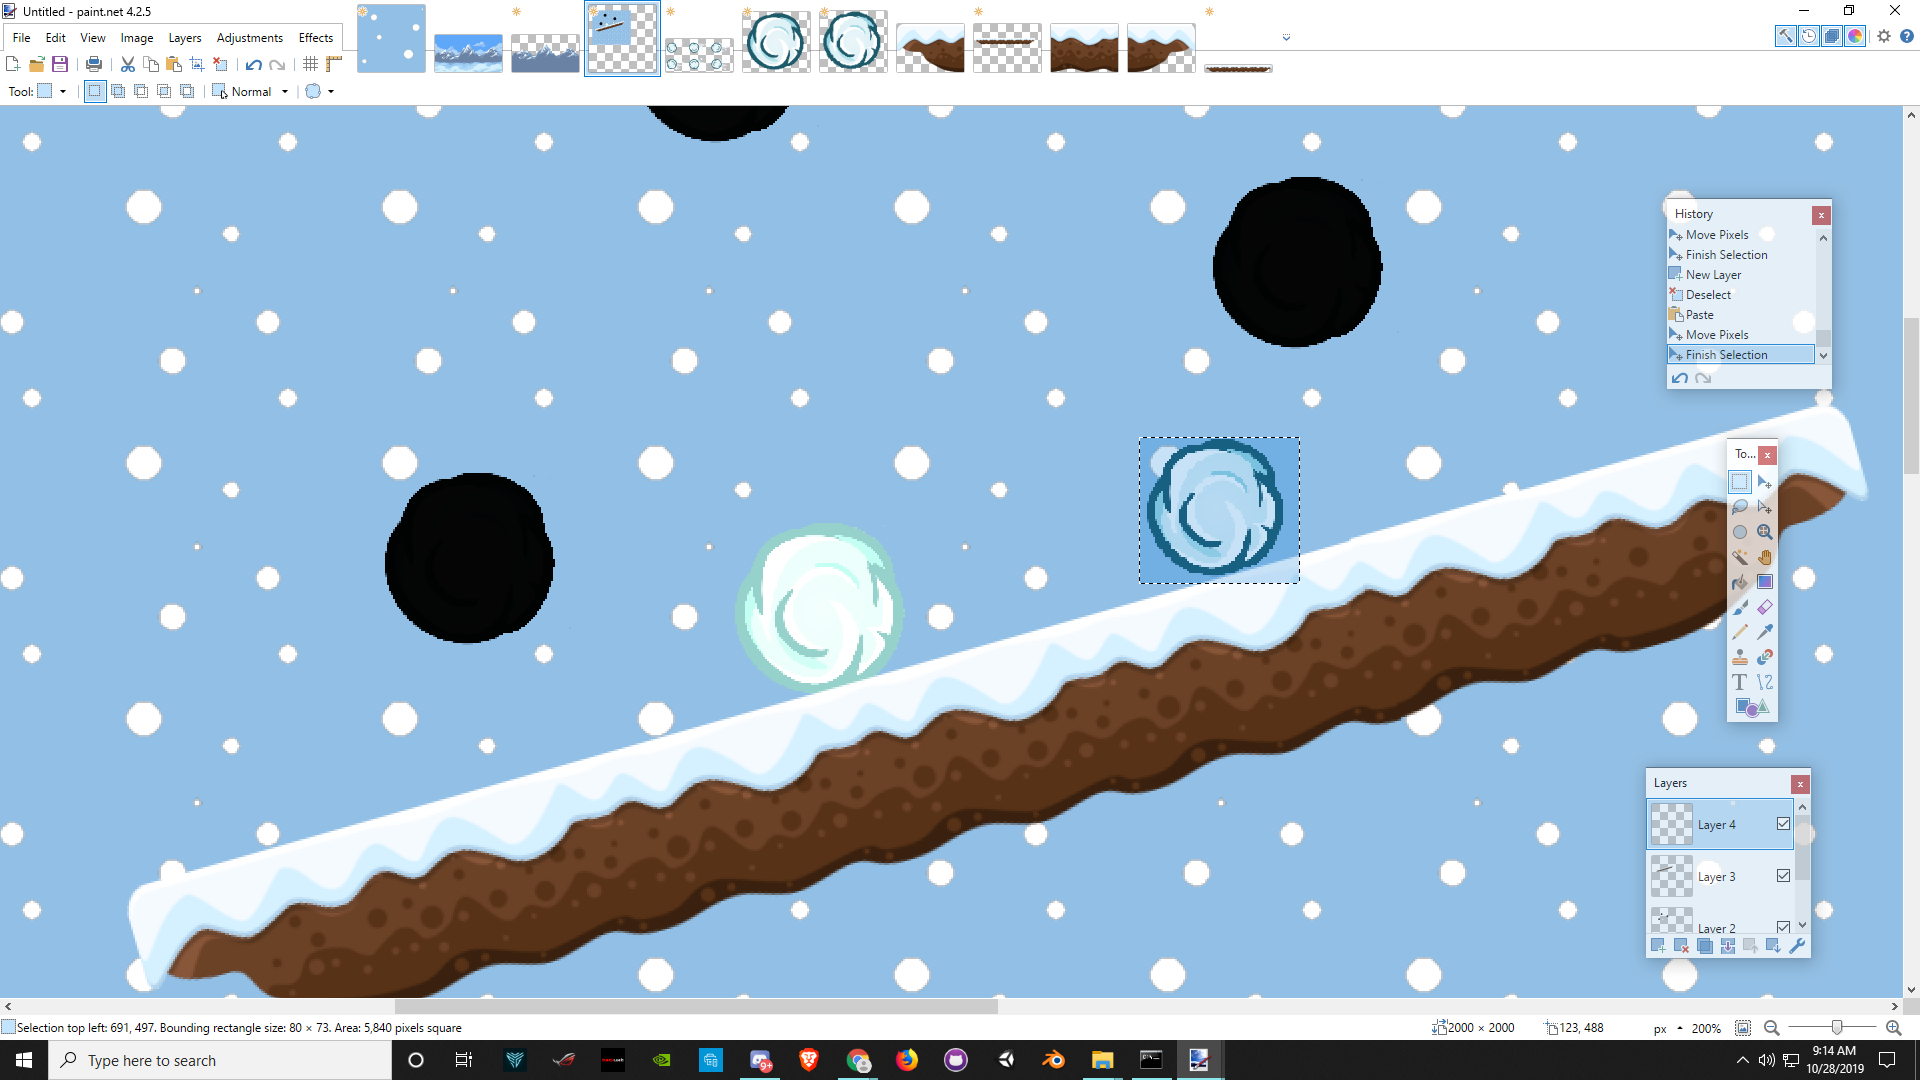 Untitled - paint.net 4.2.5
File Edit View Image Layers Adjustments Effects
Tool: Normal
History
Move Pixels
Finish Selection
New Layer
Deselect
Paste
Move Pixels
Finish Selection
To...
Layers
Layer 4
Layer 3
Layer 2
Selection top left: 691, 497. Bounding rectangle size: 80 × 73. Area: 5,840 pixels square
2000 × 2000
123, 488
px
200%
Type here to search
9+
9:14 AM
10/28/2019